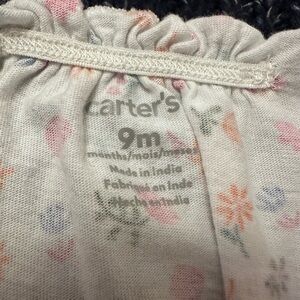 carter's
9m
months/mois/meses
Made in India
Fabriqué en Inde
Hecho en India